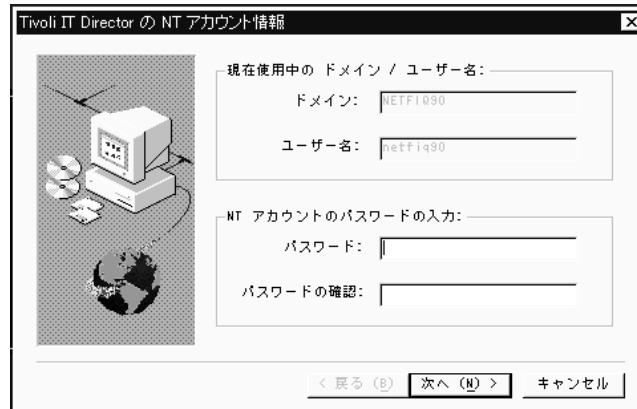 Tivoli IT Director の NT アカウント情報
現在使用中の ドメイン / ユーザー名:
ドメイン: NETFIQ90
ユーザー名: netfiq90
NT アカウントのパスワードの入力:
パスワード:
パスワードの確認:
< 戻る (B) 次へ (N) > キャンセル